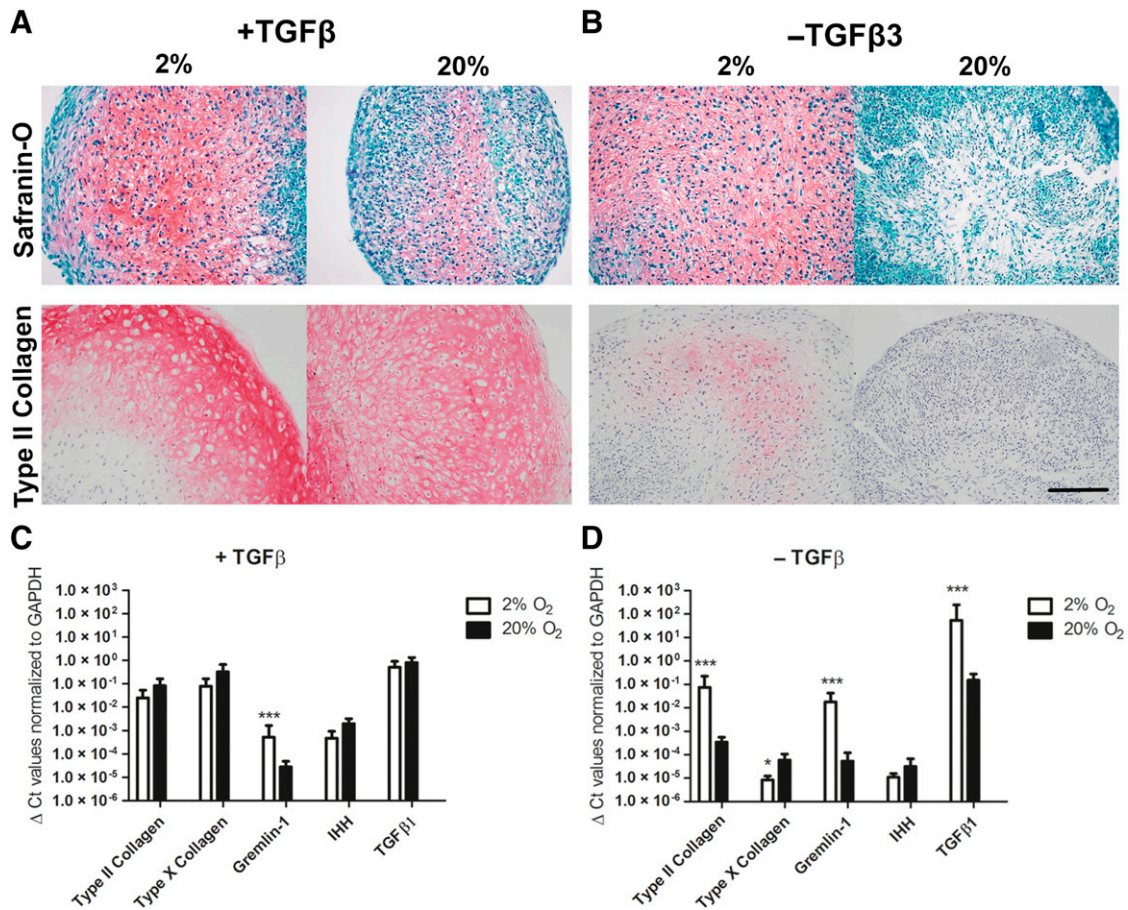 A
+TGFβ
2% 20%
B
–TGFβ3
2% 20%
Safranin-O
Type II Collagen
C
+ TGFβ
Δ Ct values normalized to GAPDH
1.0 × 10³
1.0 × 10²
1.0 × 10¹
1.0 × 10⁰
1.0 × 10⁻¹
1.0 × 10⁻²
1.0 × 10⁻³
1.0 × 10⁻⁴
1.0 × 10⁻⁵
1.0 × 10⁻⁶
***
2% O₂
20% O₂
Type II Collagen
Type X Collagen
Gremlin-1
IHH
TGFβ1
D
– TGFβ
Δ Ct values normalized to GAPDH
1.0 × 10³
1.0 × 10²
1.0 × 10¹
1.0 × 10⁰
1.0 × 10⁻¹
1.0 × 10⁻²
1.0 × 10⁻³
1.0 × 10⁻⁴
1.0 × 10⁻⁵
1.0 × 10⁻⁶
***
*
***
***
2% O₂
20% O₂
Type II Collagen
Type X Collagen
Gremlin-1
IHH
TGFβ1